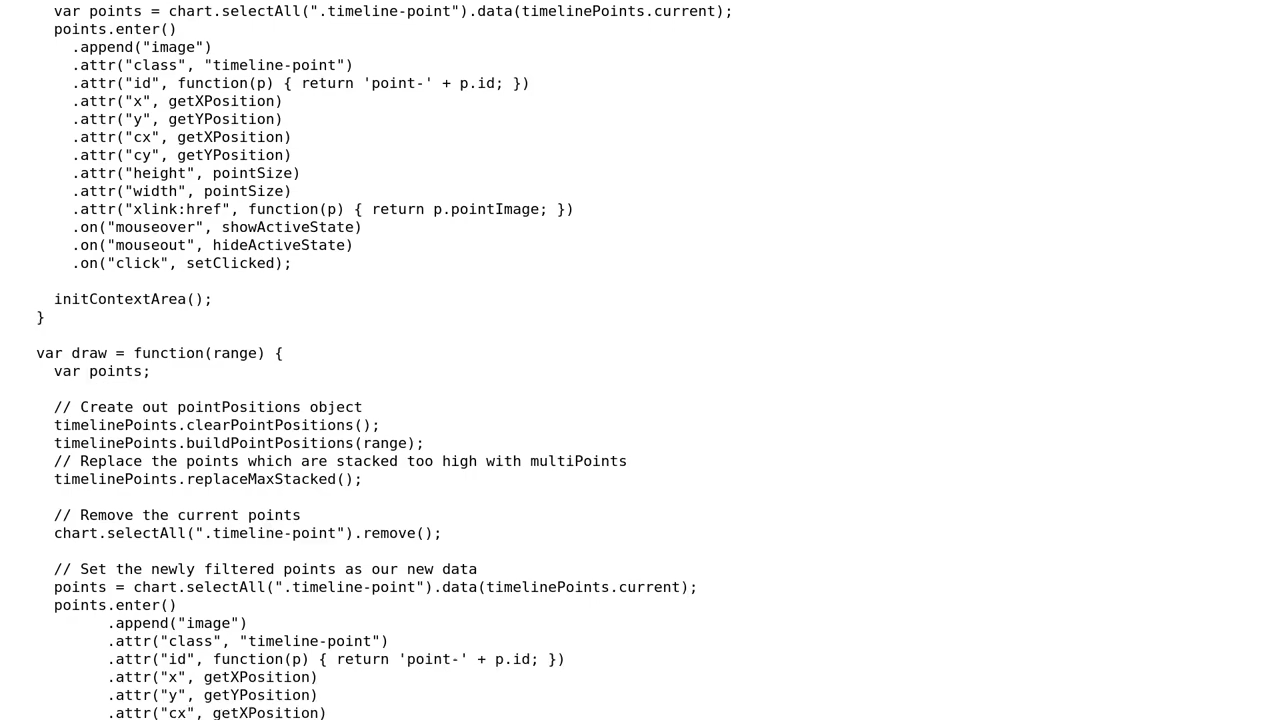 var points = chart.selectAll(".timeline-point").data(timelinePoints.current);
points.enter()
.append("image")
.attr("class", "timeline-point")
.attr("id", function(p) { return 'point-' + p.id; })
.attr("x", getXPosition)
.attr("y", getYPosition)
.attr("cx", getXPosition)
.attr("cy", getYPosition)
.attr("height", pointSize)
.attr("width", pointSize)
.attr("xlink:href", function(p) { return p.pointImage; })
.on("mouseover", showActiveState)
.on("mouseout", hideActiveState)
.on("click", setClicked);
initContextArea();
}
var draw = function(range) {
var points;
// Create out pointPositions object
timelinePoints.clearPointPositions();
timelinePoints.buildPointPositions(range);
// Replace the points which are stacked too high with multiPoints
timelinePoints.replaceMaxStacked();
// Remove the current points
chart.selectAll(".timeline-point").remove();
// Set the newly filtered points as our new data
points = chart.selectAll(".timeline-point").data(timelinePoints.current);
points.enter()
.append("image")
.attr("class", "timeline-point")
.attr("id", function(p) { return 'point-' + p.id; })
.attr("x", getXPosition)
.attr("y", getYPosition)
.attr("cx", getXPosition)